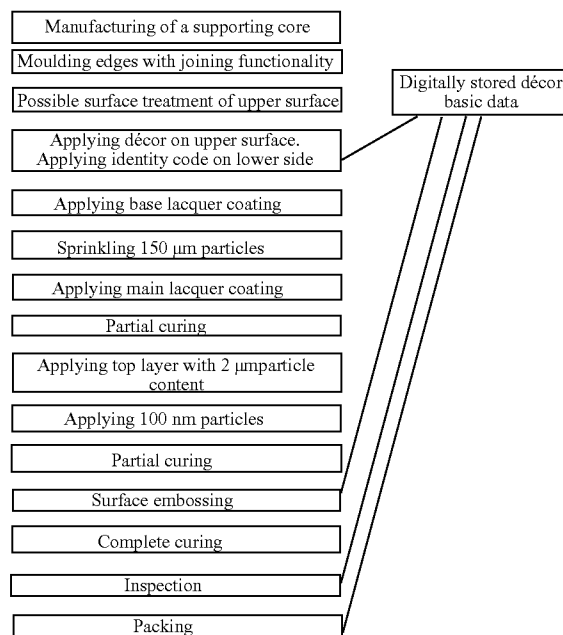 Manufacturing of a supporting core
Moulding edges with joining functionality
Possible surface treatment of upper surface
Digitally stored décor
basic data
Applying décor on upper surface.
Applying identity code on lower side
Applying base lacquer coating
Sprinkling 150 μm particles
Applying main lacquer coating
Partial curing
Applying top layer with 2 μmparticle
content
Applying 100 nm particles
Partial curing
Surface embossing
Complete curing
Inspection
Packing